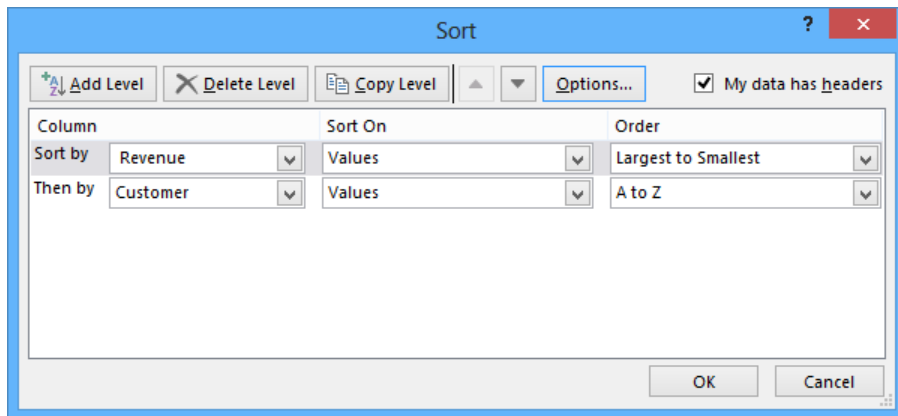 Sort
?
Add Level Delete Level Copy Level Options... My data has headers
Column Sort On Order
Sort by Revenue Values Largest to Smallest
Then by Customer Values A to Z
OK Cancel